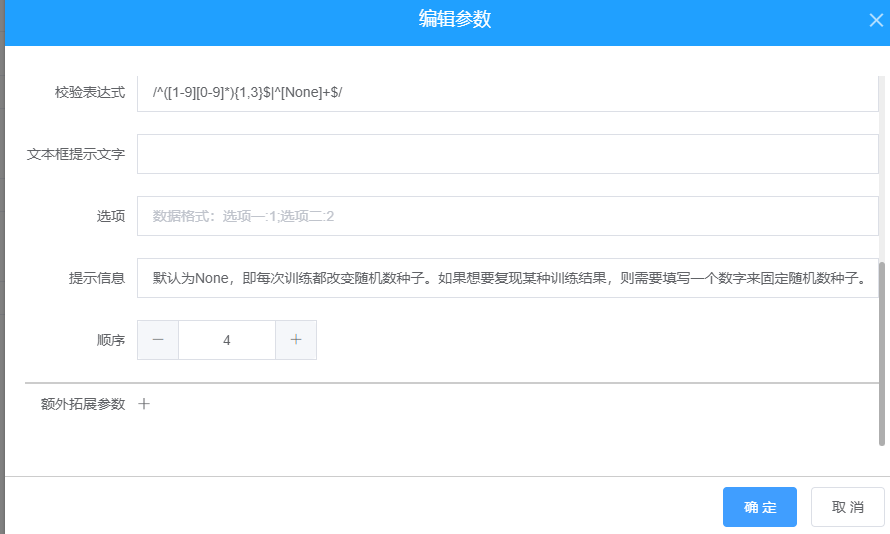 编辑参数
校验表达式
/^([1-9][0-9]*){1,3}$|^[None]+$/
文本框提示文字
选项
数据格式：选项一:1;选项二:2
提示信息
默认为None，即每次训练都改变随机数种子。如果想要复现某种训练结果，则需要填写一个数字来固定随机数种子。
顺序
4
额外拓展参数
确 定
取 消